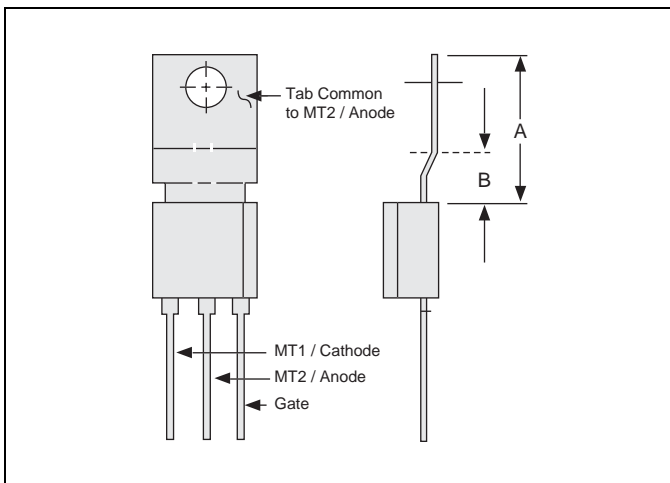 Tab Common
to MT2 / Anode
A
B
MT1 / Cathode
MT2 / Anode
Gate